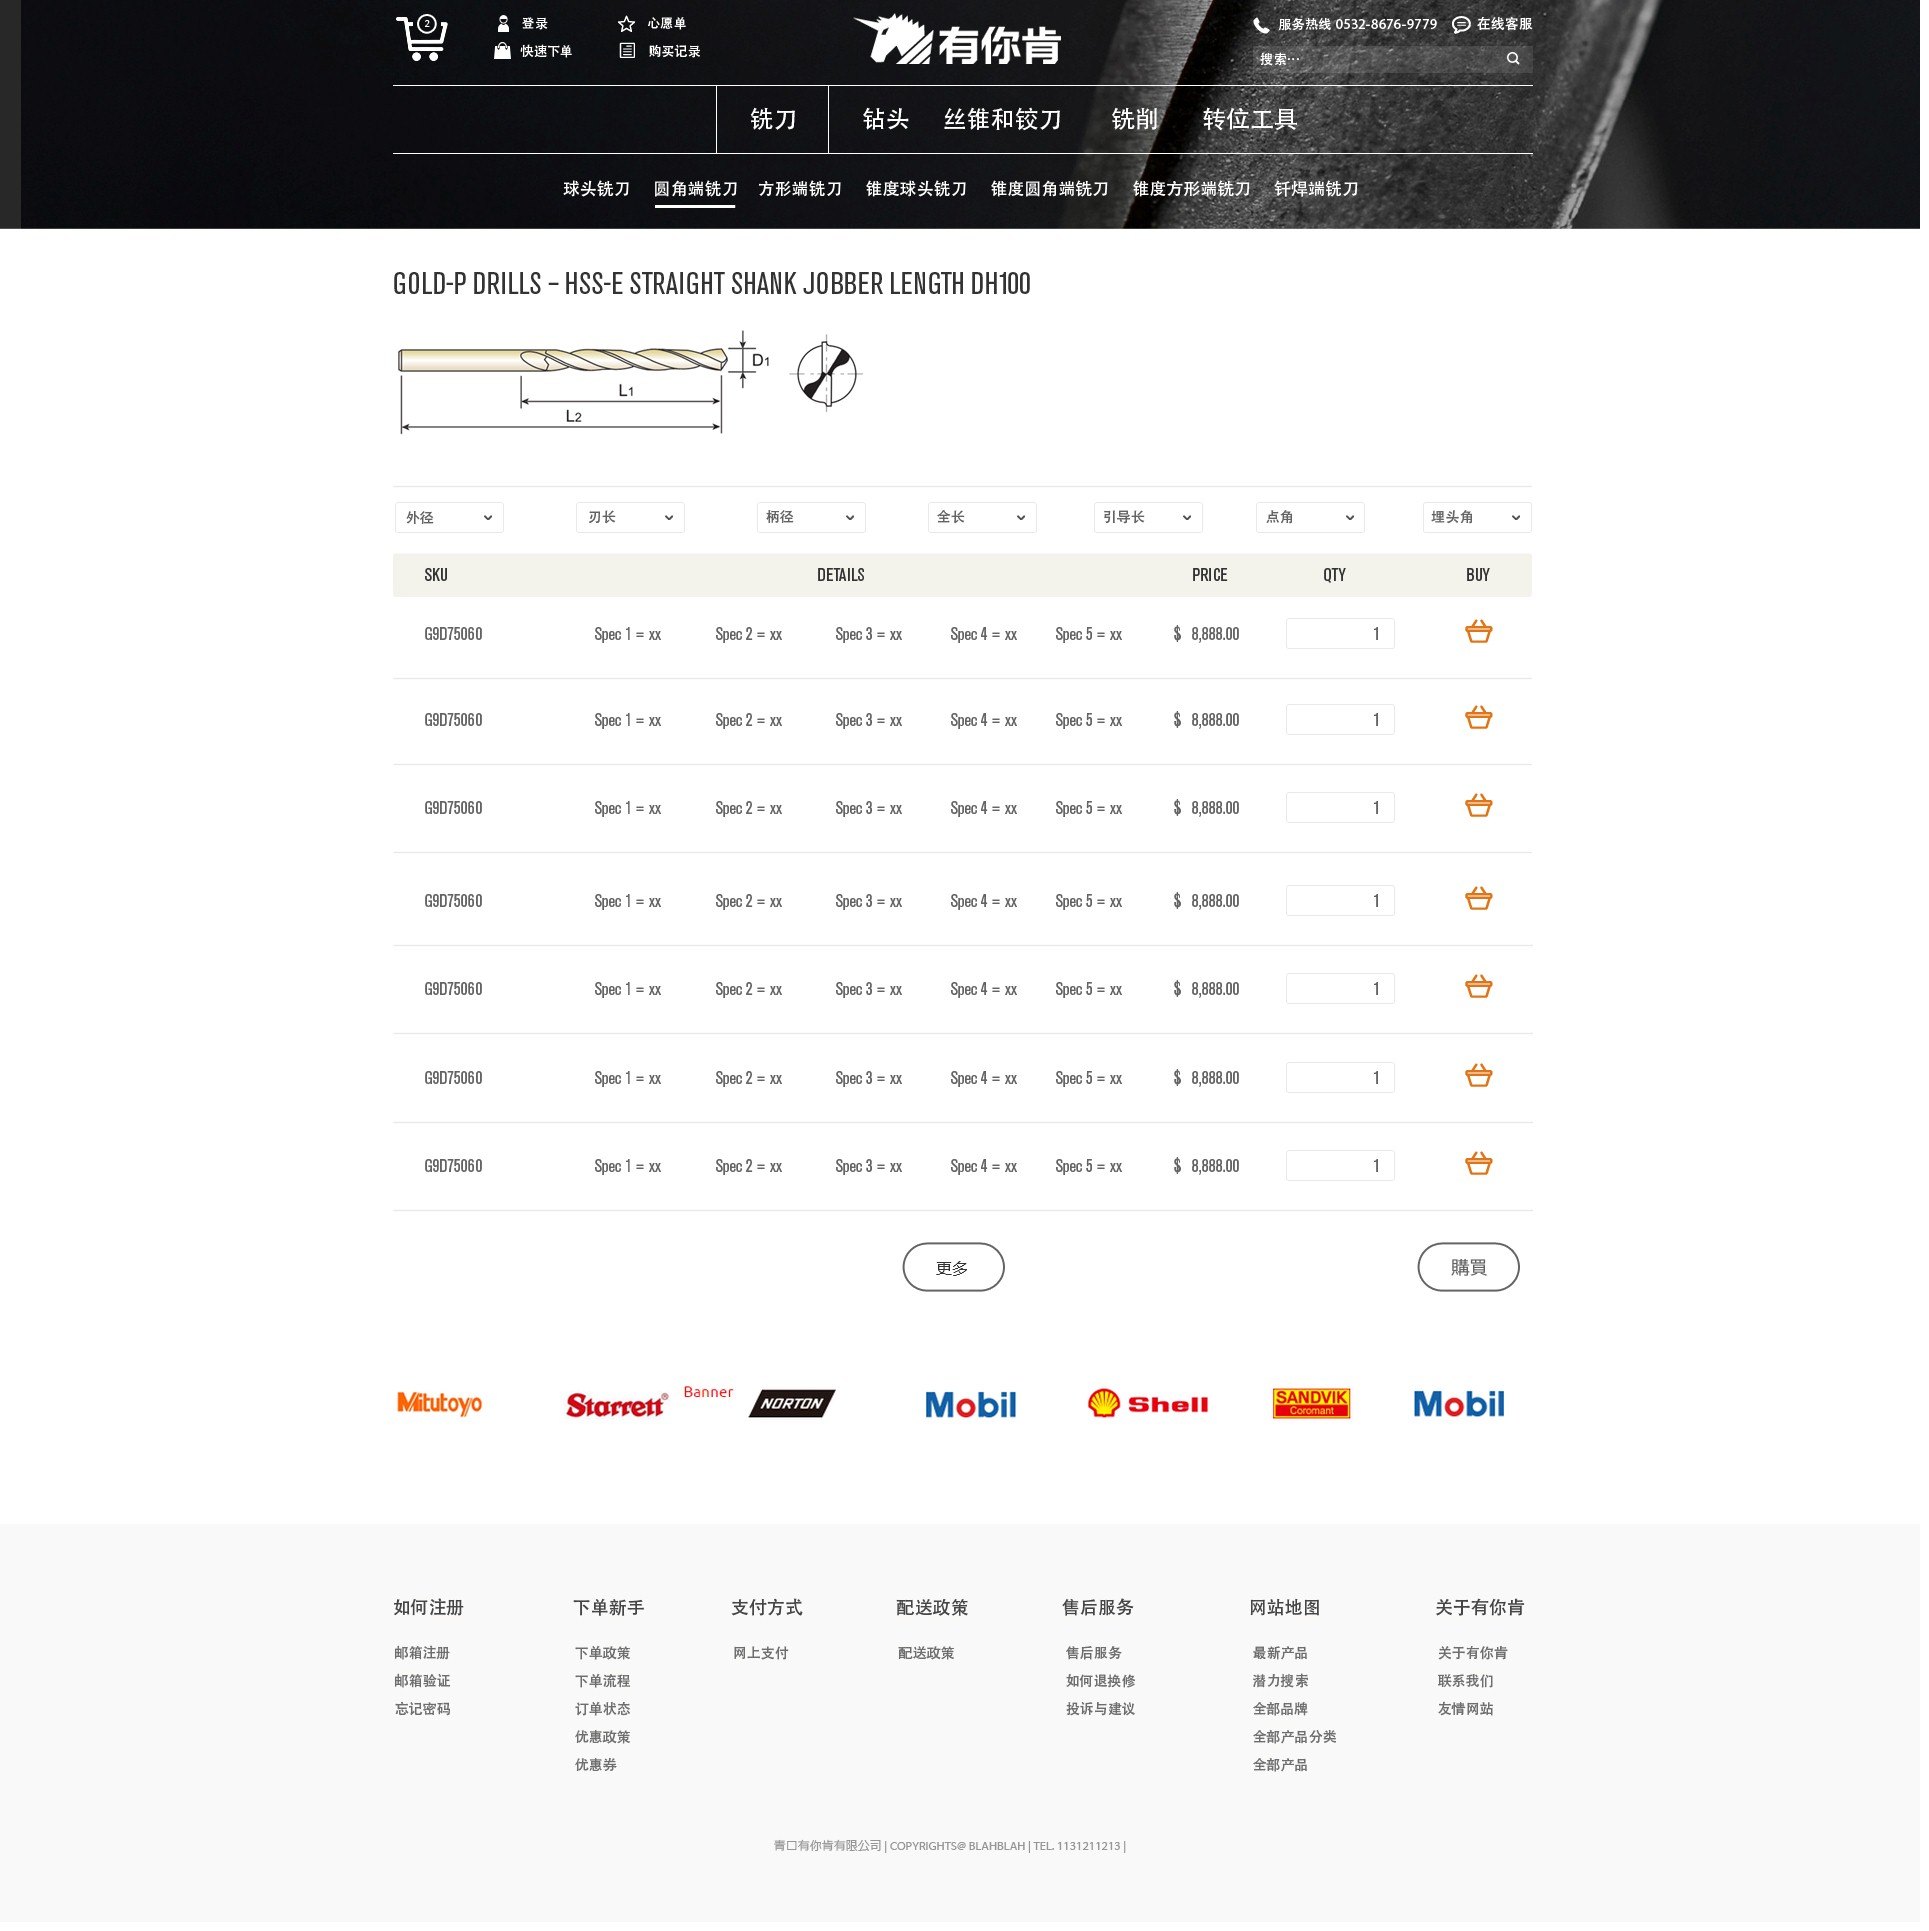 2
登录
心愿单
快速下单
购买记录
有你肯
服务热线 0532-8676-9779
在线客服
搜索···
铣刀
钻头
丝锥和铰刀
铣削
转位工具
球头铣刀
圆角端铣刀
方形端铣刀
锥度球头铣刀
锥度圆角端铣刀
锥度方形端铣刀
钎焊端铣刀
GOLD-P DRILLS – HSS-E STRAIGHT SHANK JOBBER LENGTH DH100
D1
L1
L2
外径
刃长
柄径
全长
引导长
点角
埋头角
SKU DETAILS PRICE QTY BUY
G9D75060 Spec 1 = xx Spec 2 = xx Spec 3 = xx Spec 4 = xx Spec 5 = xx $ 8,888.00 1
G9D75060 Spec 1 = xx Spec 2 = xx Spec 3 = xx Spec 4 = xx Spec 5 = xx $ 8,888.00 1
G9D75060 Spec 1 = xx Spec 2 = xx Spec 3 = xx Spec 4 = xx Spec 5 = xx $ 8,888.00 1
G9D75060 Spec 1 = xx Spec 2 = xx Spec 3 = xx Spec 4 = xx Spec 5 = xx $ 8,888.00 1
G9D75060 Spec 1 = xx Spec 2 = xx Spec 3 = xx Spec 4 = xx Spec 5 = xx $ 8,888.00 1
G9D75060 Spec 1 = xx Spec 2 = xx Spec 3 = xx Spec 4 = xx Spec 5 = xx $ 8,888.00 1
G9D75060 Spec 1 = xx Spec 2 = xx Spec 3 = xx Spec 4 = xx Spec 5 = xx $ 8,888.00 1
更多
購買
Mitutoyo
Starrett®
Banner
NORTON
Mobil
Shell
SANDVIK
Coromant
Mobil
如何注册
邮箱注册
邮箱验证
忘记密码
下单新手
下单政策
下单流程
订单状态
优惠政策
优惠券
支付方式
网上支付
配送政策
配送政策
售后服务
售后服务
如何退换修
投诉与建议
网站地图
最新产品
潜力搜索
全部品牌
全部产品分类
全部产品
关于有你肯
关于有你肯
联系我们
友情网站
青口有你肯有限公司 | COPYRIGHTS@ BLAHBLAH | TEL. 1131211213 |